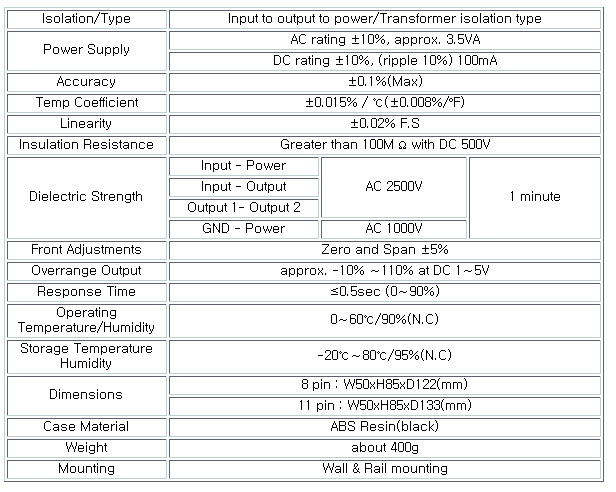 Isolation/Type Input to output to power/Transformer isolation type
Power Supply AC rating ±10%, approx. 3.5VA
DC rating ±10%, (ripple 10%) 100mA
Accuracy ±0.1%(Max)
Temp Coefficient ±0.015% / ℃(±0.008%/℉)
Linearity ±0.02% F.S
Insulation Resistance Greater than 100M Ω with DC 500V
Dielectric Strength
Input - Power
Input - Output
Output 1- Output 2
AC 2500V
1 minute
GND - Power AC 1000V
Front Adjustments Zero and Span ±5%
Overrange Output approx. -10% ~110% at DC 1~5V
Response Time ≤0.5sec (0~90%)
Operating
Temperature/Humidity
0~60℃/90%(N.C)
Storage Temperature
Humidity
-20℃~80℃/95%(N.C)
Dimensions
8 pin : W50xH85xD122(mm)
11 pin : W50xH85xD133(mm)
Case Material ABS Resin(black)
Weight about 400g
Mounting Wall & Rail mounting